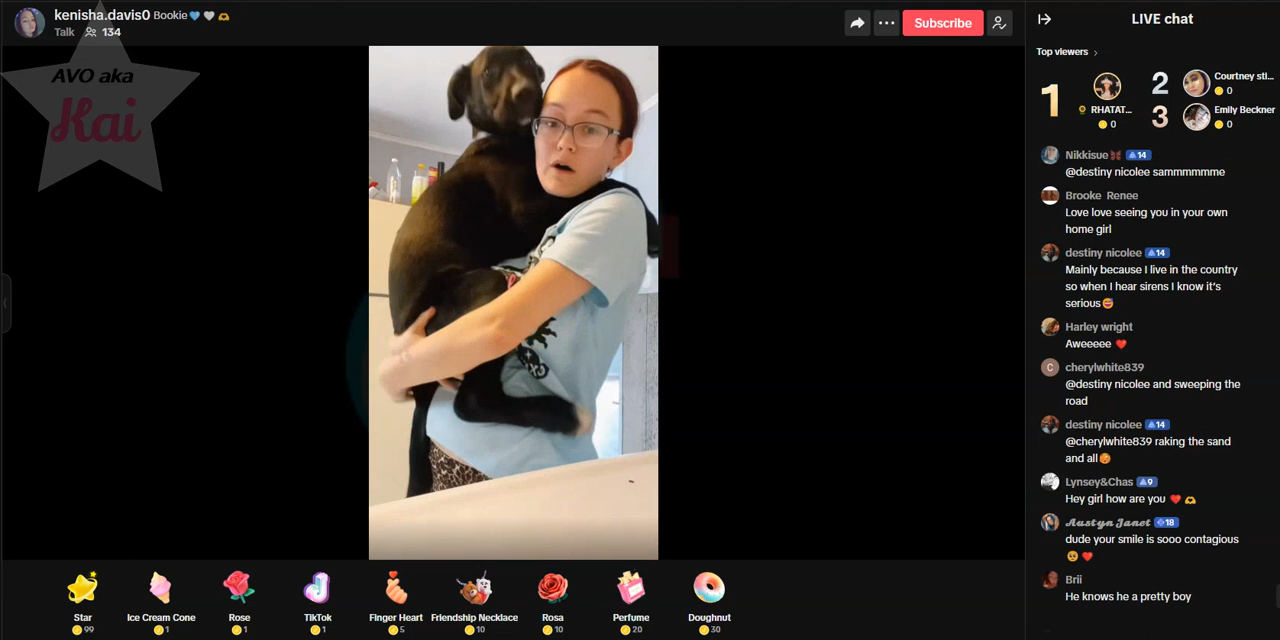 kenisha.davis0 Bookie💙🤍🫶
Talk 134
Subscribe
LIVE chat
AVO aka
Kai
Top viewers
1 RHATAT... 0
2 Courtney sti... 0
3 Emily Beckner 0
Nikkisue 14
@destiny nicolee sammmmmme
Brooke Renee
Love love seeing you in your own
home girl
destiny nicolee 14
Mainly because I live in the country
so when I hear sirens I know it's
serious😅
Harley wright
Aweeeee ❤️
C cherylwhite839
@destiny nicolee and sweeping the
road
destiny nicolee 14
@cherylwhite839 raking the sand
and all
Lynsey&Chas 9
Hey girl how are you ❤️ 🫶
Austyn Janet 18
dude your smile is sooo contagious
🥹❤️
Brii
He knows he a pretty boy
Star
99
Ice Cream Cone
1
Rose
1
TikTok
1
Finger Heart
5
Friendship Necklace
10
Rosa
10
Perfume
20
Doughnut
30